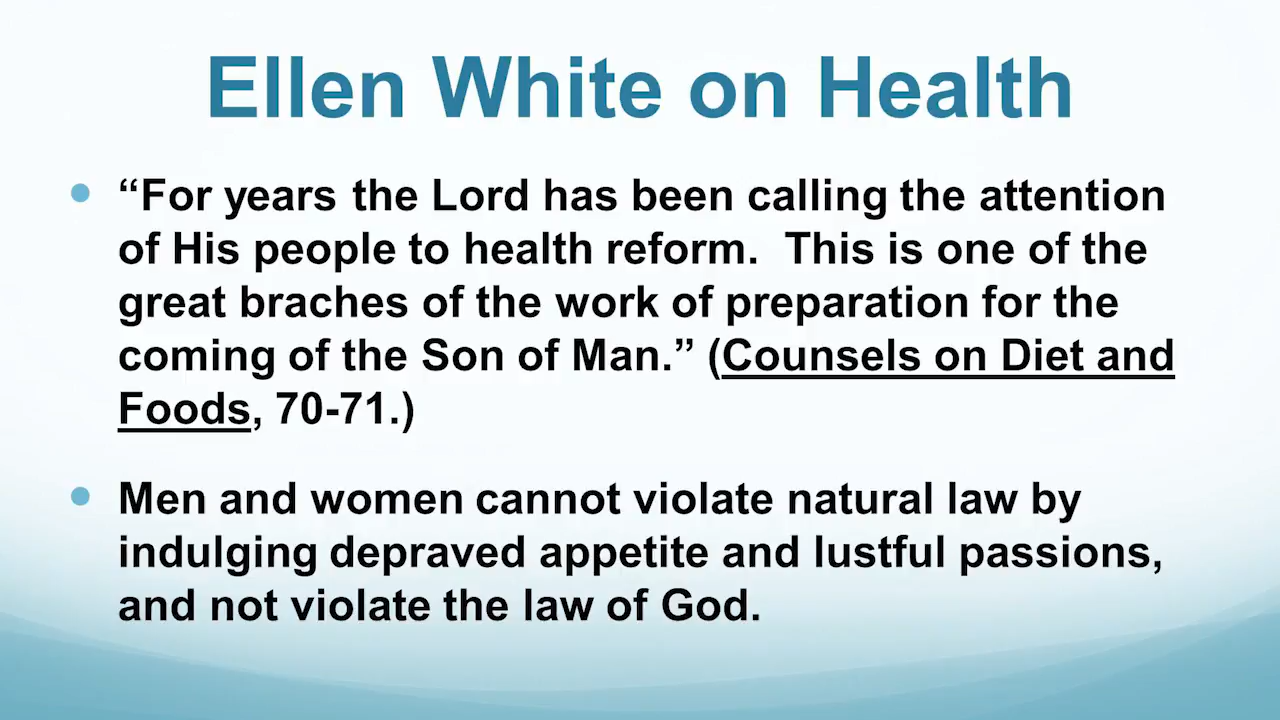 Ellen White on Health
• “For years the Lord has been calling the attention
of His people to health reform.  This is one of the
great braches of the work of preparation for the
coming of the Son of Man.” (Counsels on Diet and
Foods, 70-71.)
• Men and women cannot violate natural law by
indulging depraved appetite and lustful passions,
and not violate the law of God.